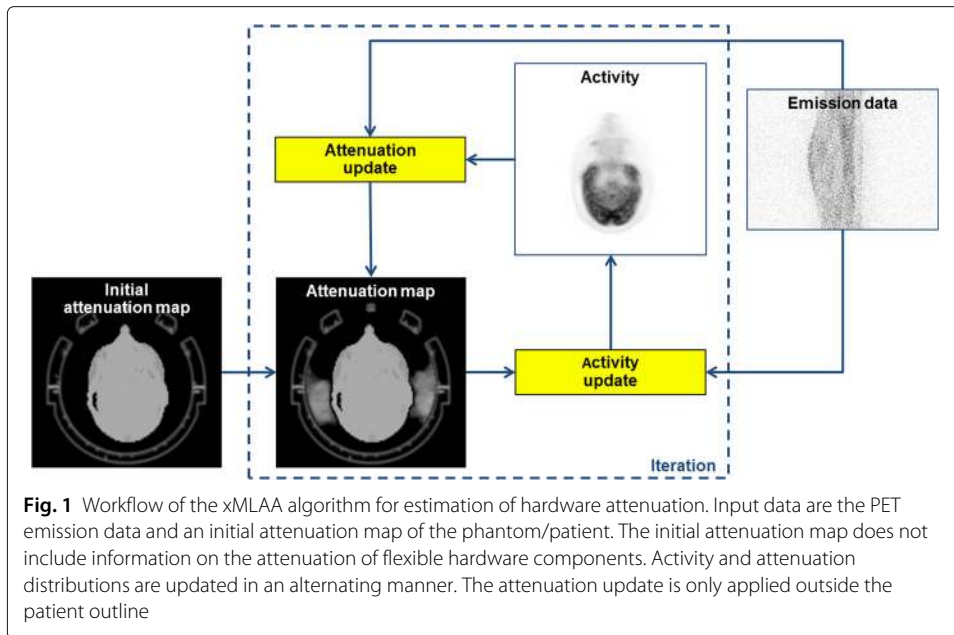 Activity
Emission data
Attenuation
update
Initial
attenuation map
Attenuation map
Activity
update
Iteration
Fig. 1 Workflow of the xMLAA algorithm for estimation of hardware attenuation. Input data are the PET
emission data and an initial attenuation map of the phantom/patient. The initial attenuation map does not
include information on the attenuation of flexible hardware components. Activity and attenuation
distributions are updated in an alternating manner. The attenuation update is only applied outside the
patient outline